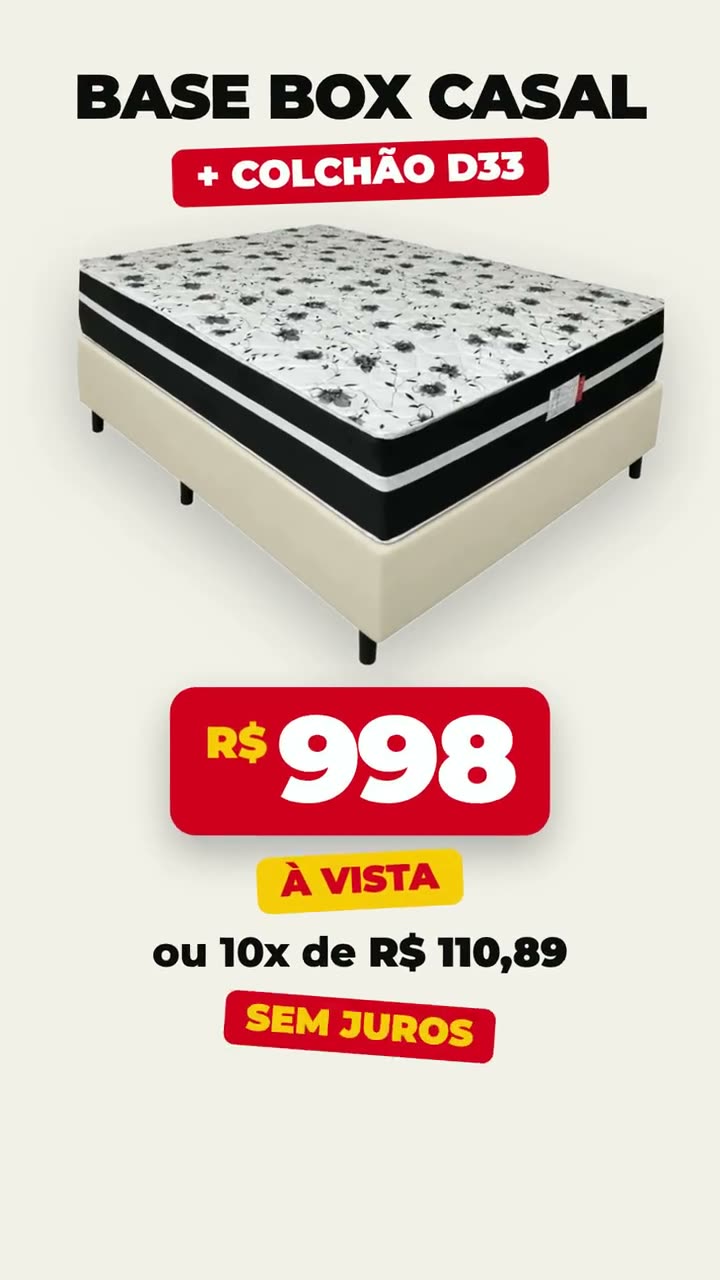 BASE BOX CASAL
+ COLCHÃO D33
R$ 998
À VISTA
ou 10x de R$ 110,89
SEM JUROS